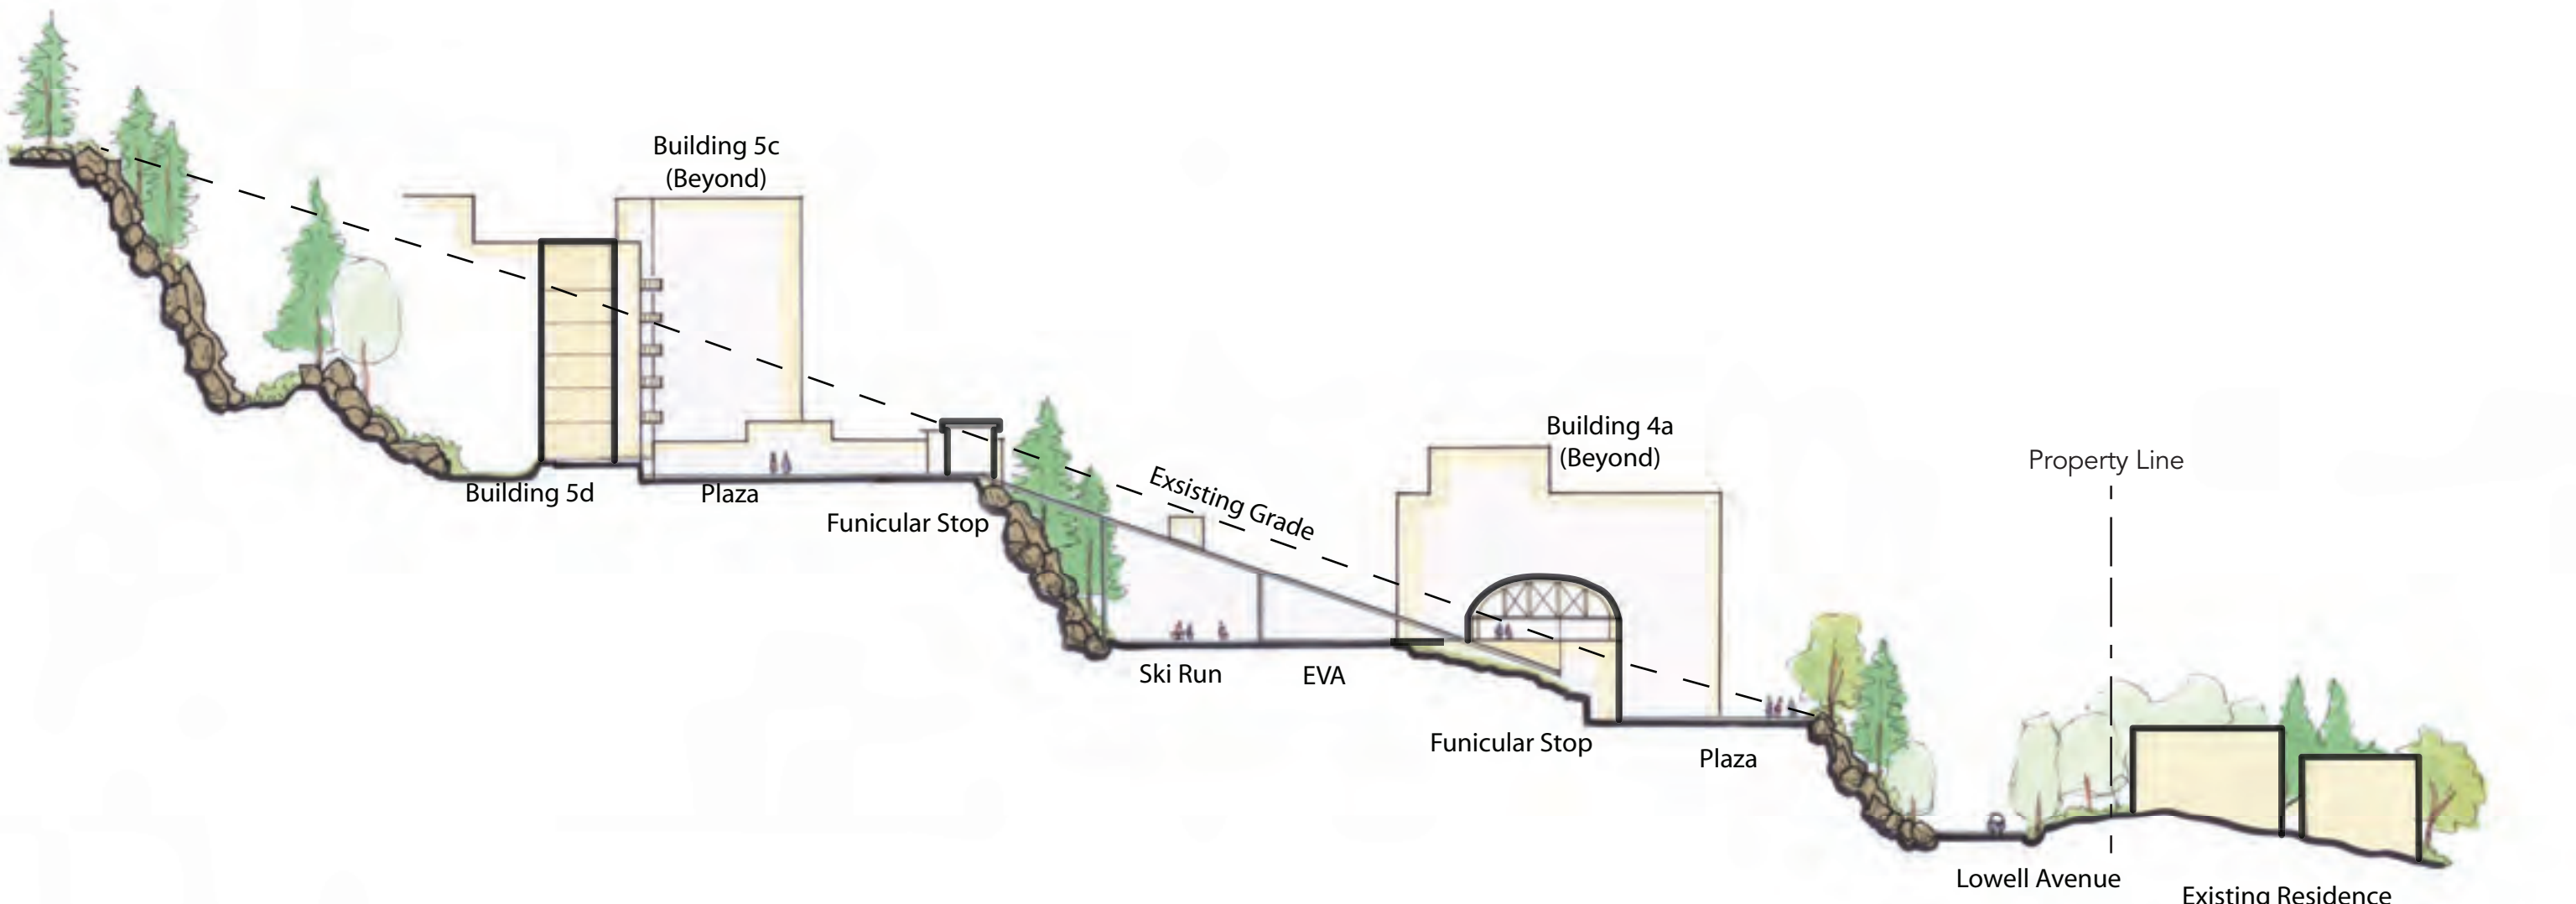 Building 5c
(Beyond)
Building 5d
Plaza
Funicular Stop
Exsisting Grade
Building 4a
(Beyond)
Property Line
Ski Run
EVA
Funicular Stop
Plaza
Lowell Avenue
Existing Residence